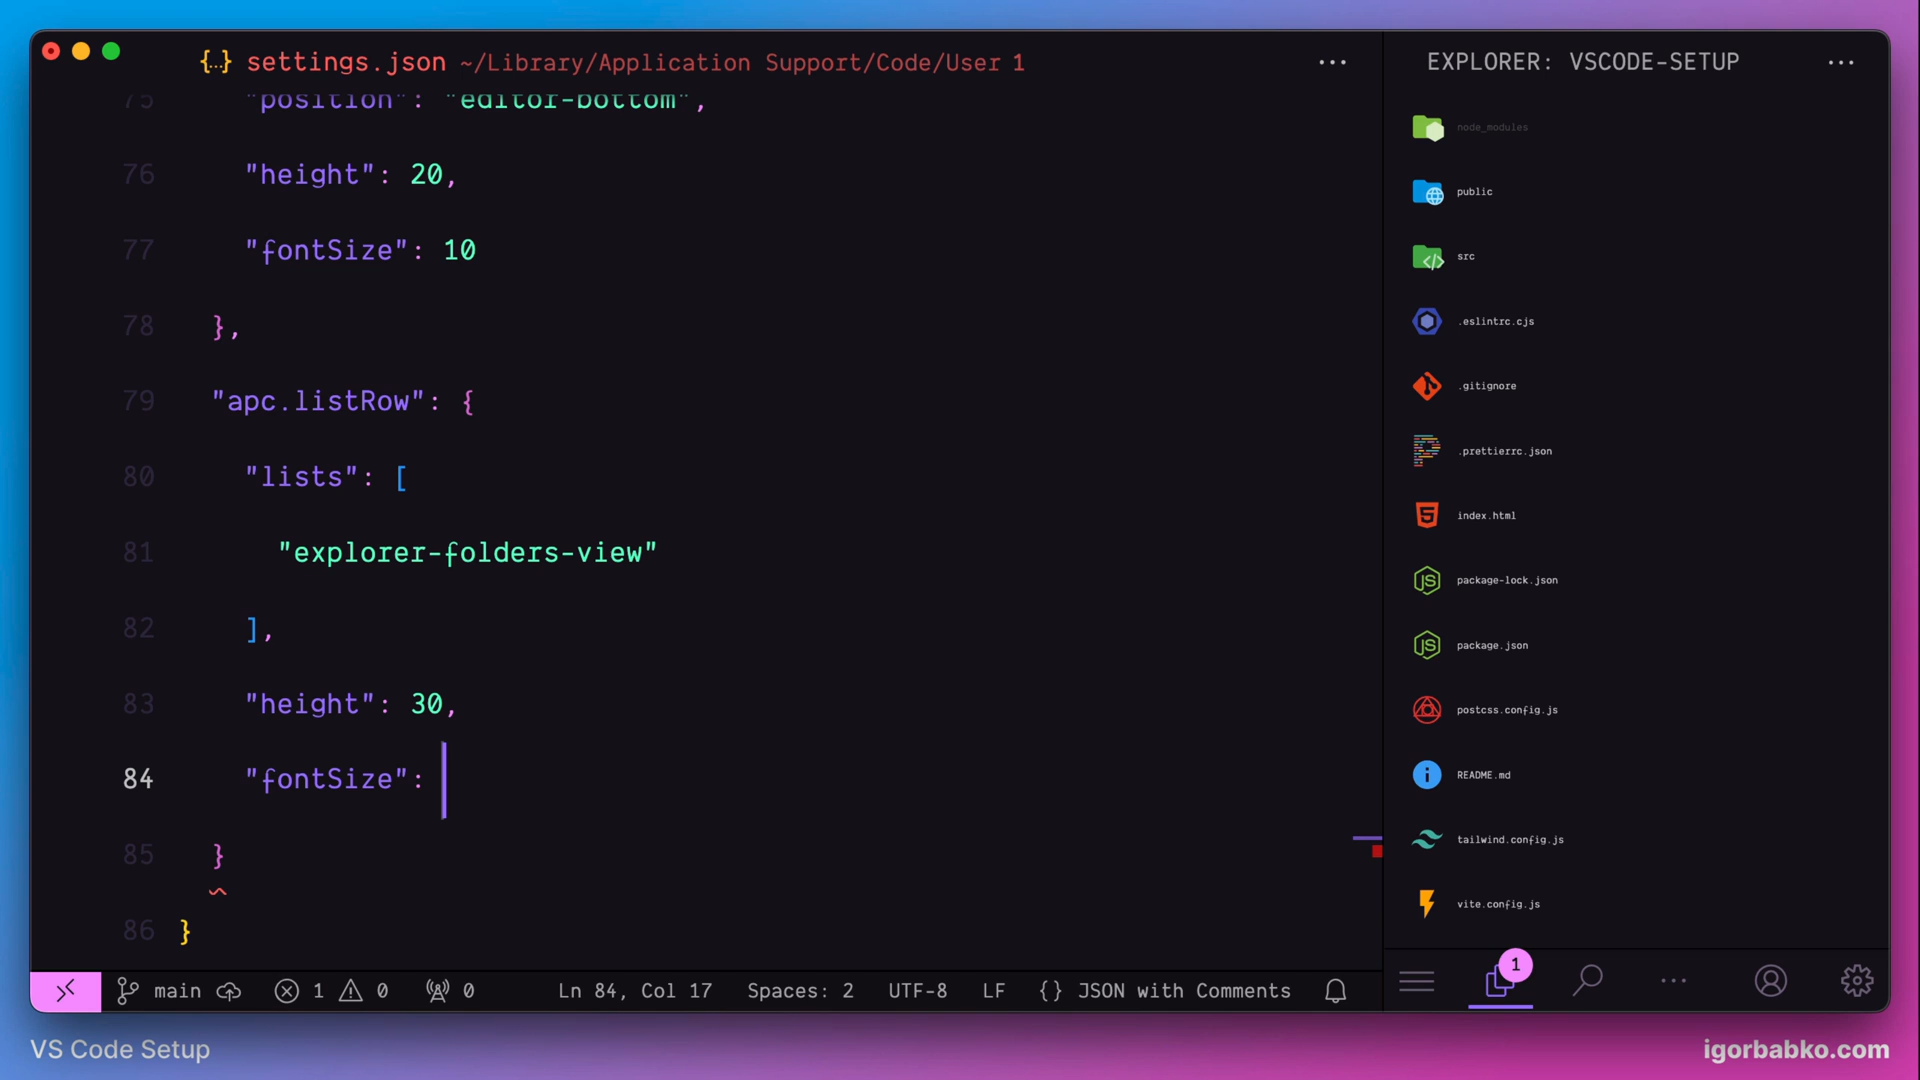 {..} settings.json ~/Library/Application Support/Code/User 1
...
75 "position": "editor-bottom",
76 "height": 20,
77 "fontSize": 10
78 },
79 "apc.listRow": {
80 "lists": [
81 "explorer-folders-view"
82 ],
83 "height": 30,
84 "fontSize":
85 }
86 }
EXPLORER: VSCODE-SETUP
...
node_modules
public
src
.eslintrc.cjs
.gitignore
.prettierrc.json
index.html
package-lock.json
package.json
postcss.config.js
README.md
tailwind.config.js
vite.config.js
1
main 1 0 0 Ln 84, Col 17 Spaces: 2 UTF-8 LF {} JSON with Comments
VS Code Setup
igorbabko.com